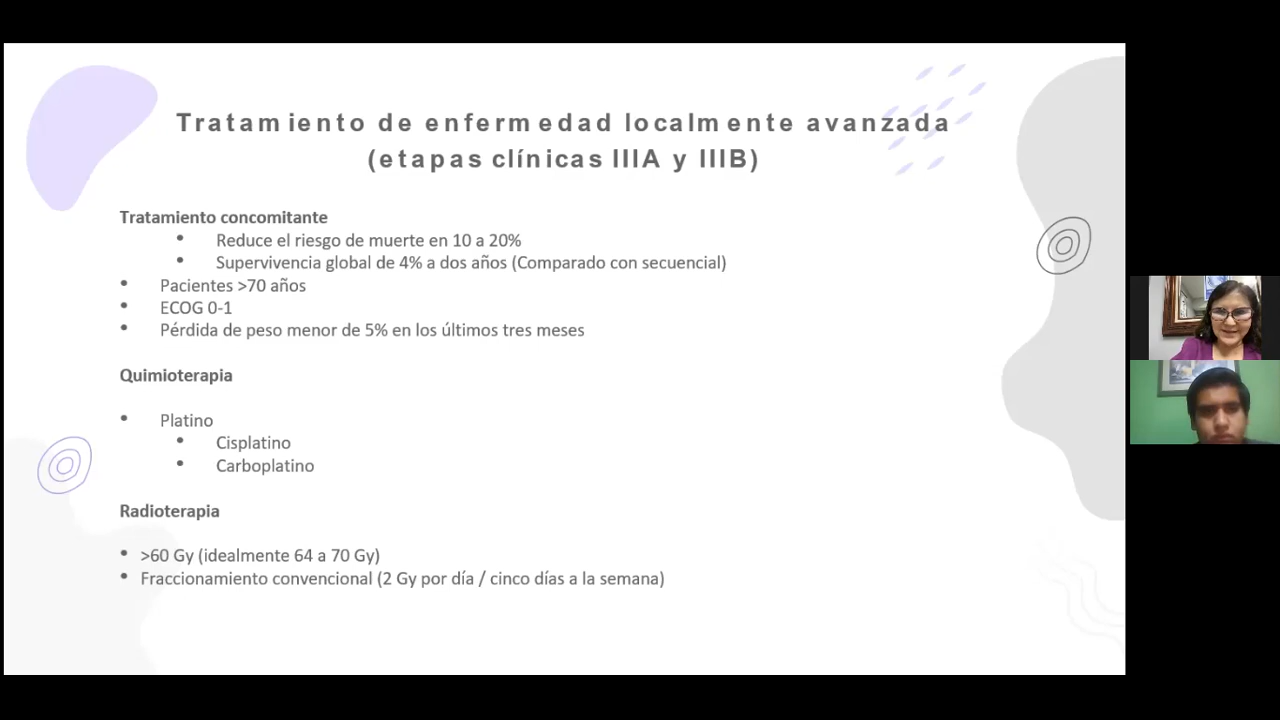 Tratamiento de enfermedad localmente avanzada
(etapas clínicas IIIA y IIIB)
Tratamiento concomitante
• Reduce el riesgo de muerte en 10 a 20%
• Supervivencia global de 4% a dos años (Comparado con secuencial)
• Pacientes >70 años
• ECOG 0-1
• Pérdida de peso menor de 5% en los últimos tres meses
Quimioterapia
• Platino
• Cisplatino
• Carboplatino
Radioterapia
• >60 Gy (idealmente 64 a 70 Gy)
• Fraccionamiento convencional (2 Gy por día / cinco días a la semana)